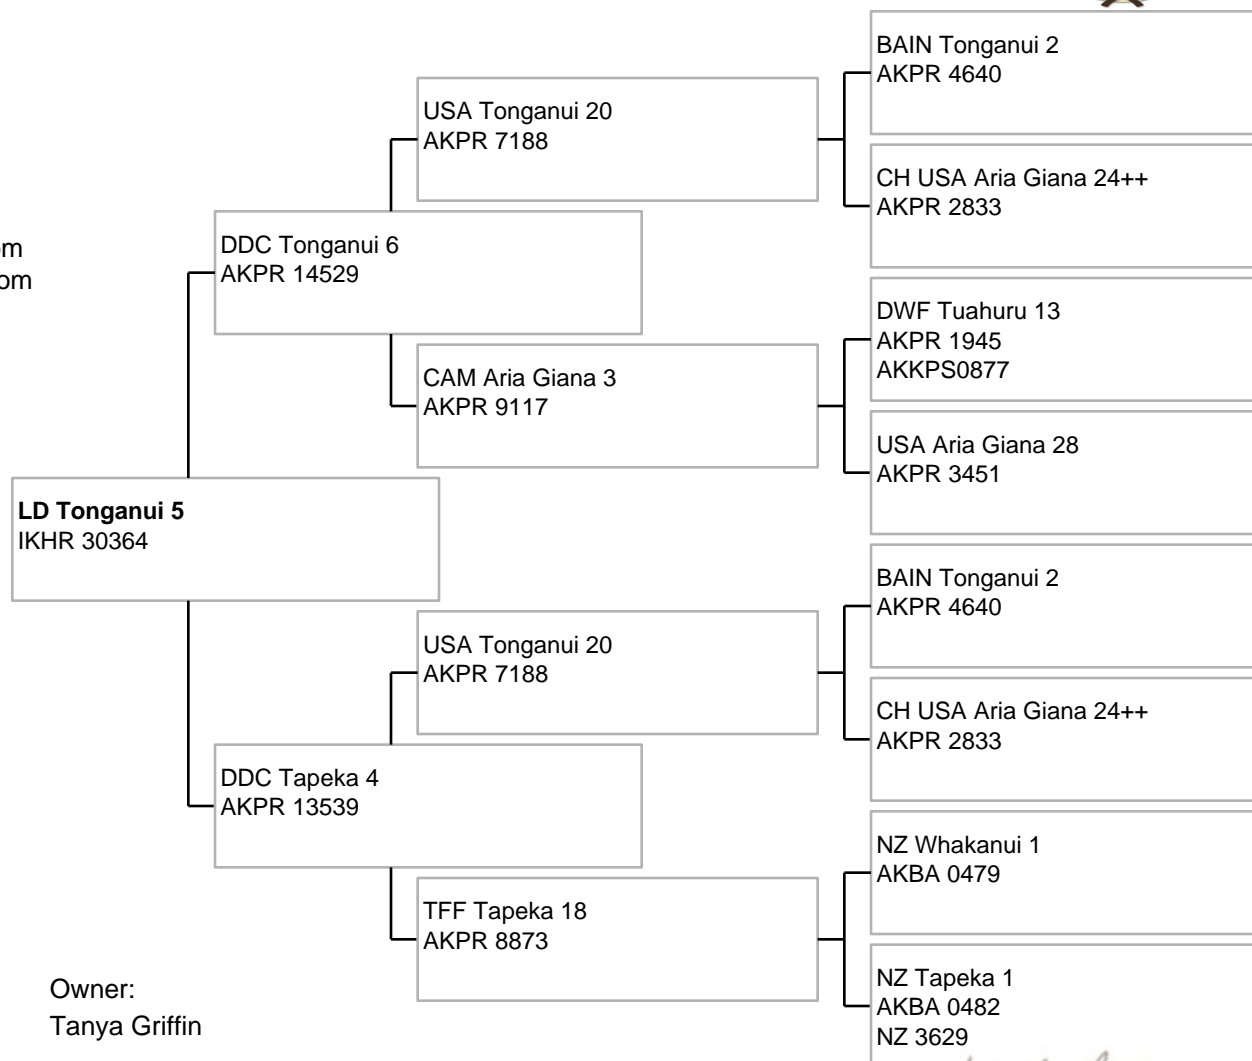 BAIN Tonganui 2
AKPR 4640
USA Tonganui 20
AKPR 7188
CH USA Aria Giana 24++
AKPR 2833
om
om
DDC Tonganui 6
AKPR 14529
DWF Tuahuru 13
AKPR 1945
AKKPS0877
CAM Aria Giana 3
AKPR 9117
USA Aria Giana 28
AKPR 3451
LD Tonganui 5
IKHR 30364
BAIN Tonganui 2
AKPR 4640
USA Tonganui 20
AKPR 7188
CH USA Aria Giana 24++
AKPR 2833
DDC Tapeka 4
AKPR 13539
NZ Whakanui 1
AKBA 0479
TFF Tapeka 18
AKPR 8873
NZ Tapeka 1
AKBA 0482
NZ 3629
Owner:
Tanya Griffin